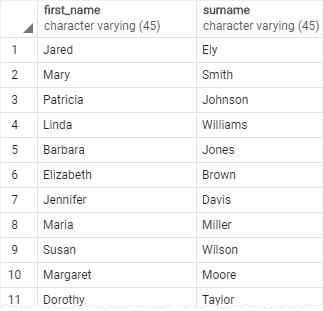 first_name surname
character varying (45) character varying (45)
1 Jared Ely
2 Mary Smith
3 Patricia Johnson
4 Linda Williams
5 Barbara Jones
6 Elizabeth Brown
7 Jennifer Davis
8 Maria Miller
9 Susan Wilson
10 Margaret Moore
11 Dorothy Taylor